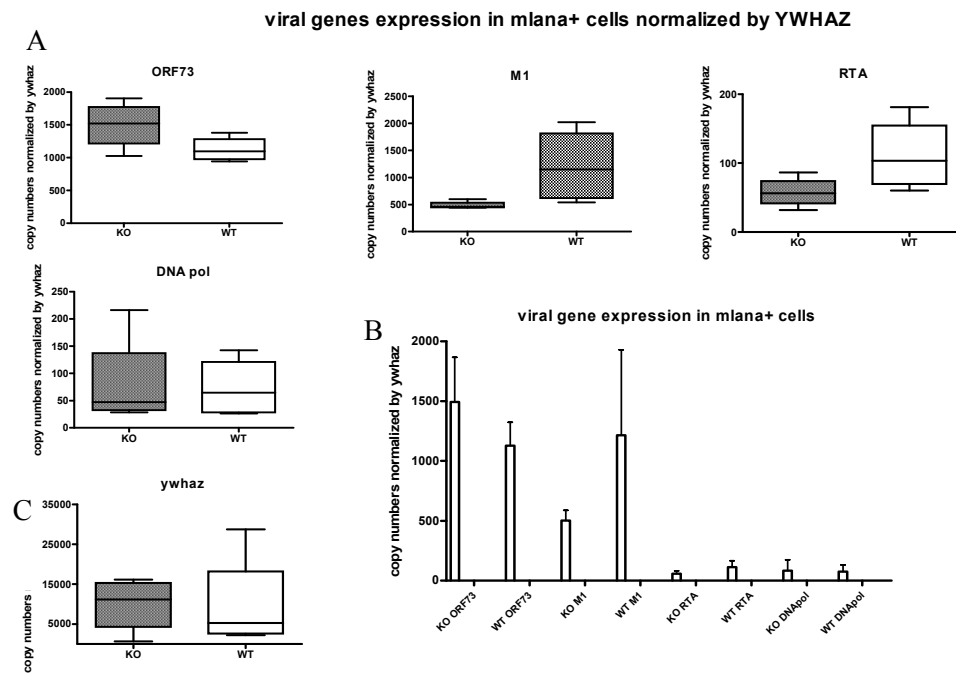 viral genes expression in mlana+ cells normalized by YWHAZ
A
ORF73
copy numbers normalized by ywhaz
2000
1500
1000
500
0
KO
WT
M1
copy numbers normalized by ywhaz
2500
2000
1500
1000
500
0
KO
WT
RTA
copy numbers normalized by ywhaz
200
100
0
KO
WT
DNA pol
copy numbers normalized by ywhaz
250
200
150
100
50
0
KO
WT
B
viral gene expression in mlana+ cells
copy numbers normalized by ywhaz
2000
1500
1000
500
0
KO ORF73
WT ORF73
KO M1
WT M1
KO RTA
WT RTA
KO DNApol
WT DNApol
C
ywhaz
copy numbers
35000
25000
15000
5000
KO
WT